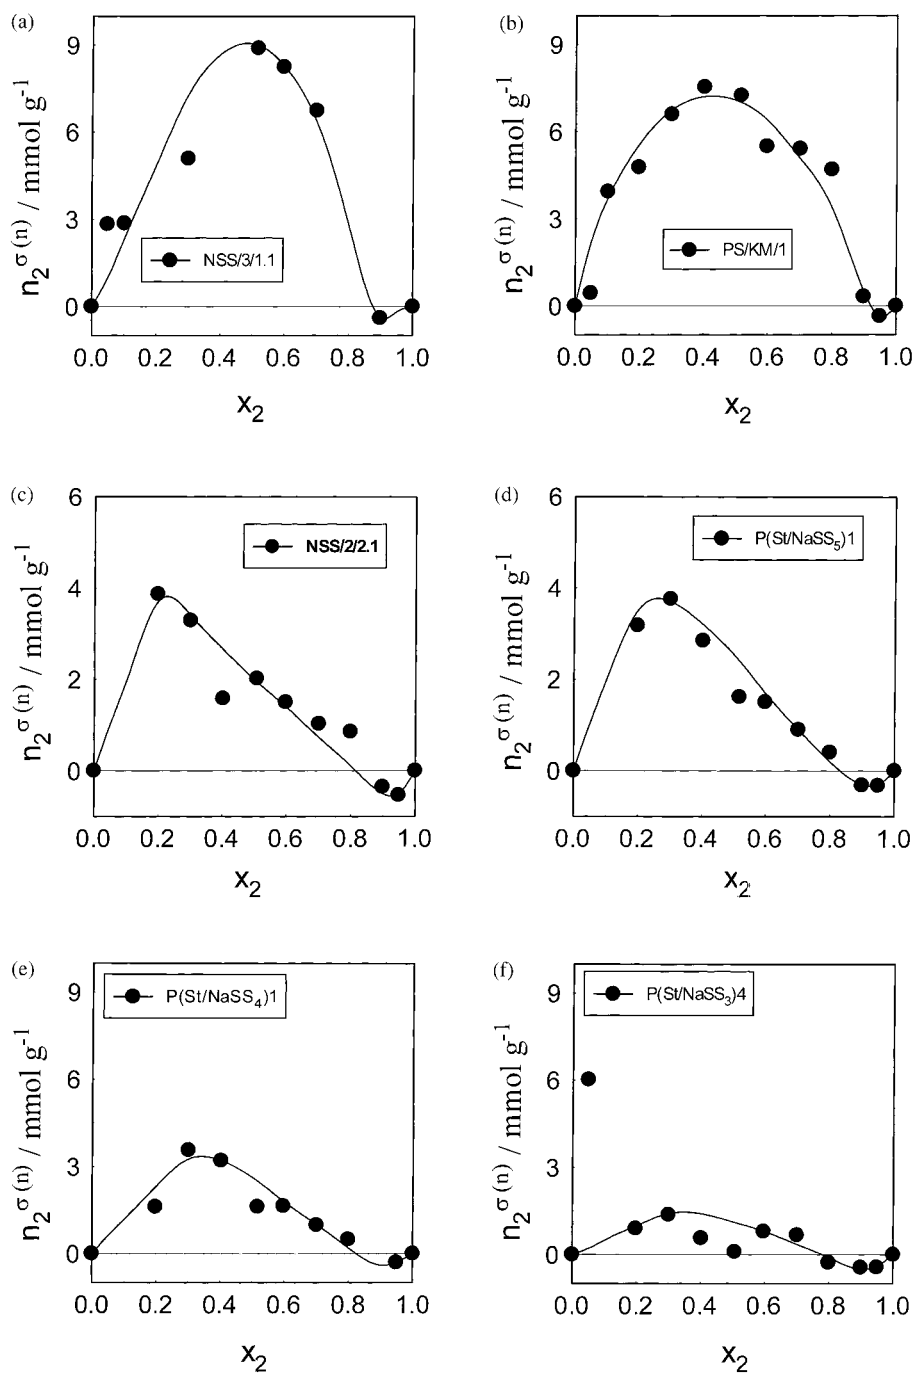 (a)
n₂^σ(n) / mmol g⁻¹
9
6
3
0
NSS/3/1.1
0.0 0.2 0.4 0.6 0.8 1.0
x₂
(b)
n₂^σ(n) / mmol g⁻¹
9
6
3
0
PS/KM/1
0.0 0.2 0.4 0.6 0.8 1.0
x₂
(c)
n₂^σ(n) / mmol g⁻¹
6
4
2
0
NSS/2/2.1
0.0 0.2 0.4 0.6 0.8 1.0
x₂
(d)
n₂^σ(n) / mmol g⁻¹
6
4
2
0
P(St/NaSS₅)1
0.0 0.2 0.4 0.6 0.8 1.0
x₂
(e)
n₂^σ(n) / mmol g⁻¹
9
6
3
0
P(St/NaSS₄)1
0.0 0.2 0.4 0.6 0.8 1.0
x₂
(f)
n₂^σ(n) / mmol g⁻¹
9
6
3
0
P(St/NaSS₃)4
0.0 0.2 0.4 0.6 0.8 1.0
x₂